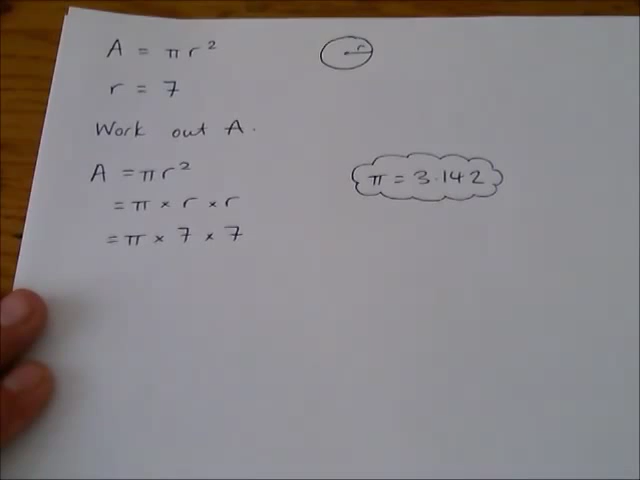 A = πr²
r
r = 7
Work out A.
A = πr²
π = 3.142
= π × r × r
= π × 7 × 7